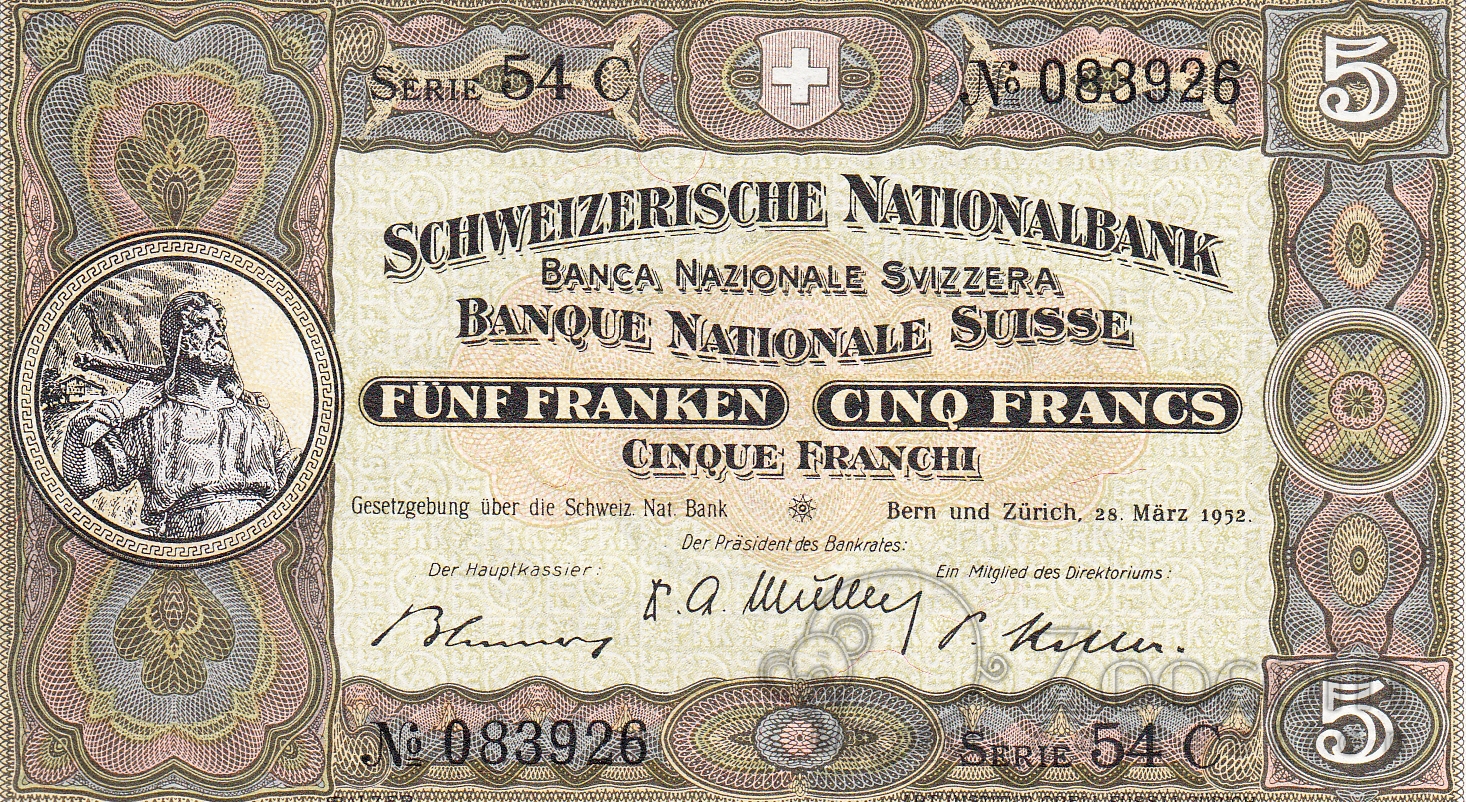 SERIE 54 C
№ 083926
5
SCHWEIZERISCHE NATIONALBANK
BANCA NAZIONALE SVIZZERA
BANQUE NATIONALE SUISSE
FÜNF FRANKEN CINQ FRANCS
CINQUE FRANCHI
Gesetzgebung über die Schweiz. Nat. Bank
Bern und Zürich, 28. März 1952.
Der Präsident des Bankrates:
Der Hauptkassier:
Ein Mitglied des Direktoriums:
№ 083926
SERIE 54 C
5